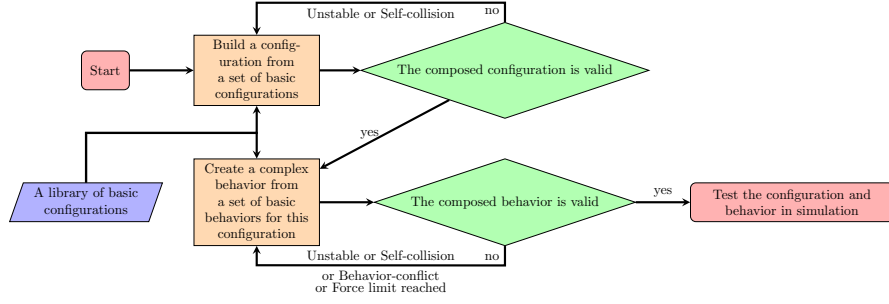 Unstable or Self-collision
no
Start
Build a config-
uration from
a set of basic
configurations
The composed configuration is valid
yes
A library of basic
configurations
Create a complex
behavior from
a set of basic
behaviors for this
configuration
The composed behavior is valid
yes
Test the configuration and
behavior in simulation
Unstable or Self-collision
no
or Behavior-conflict
or Force limit reached